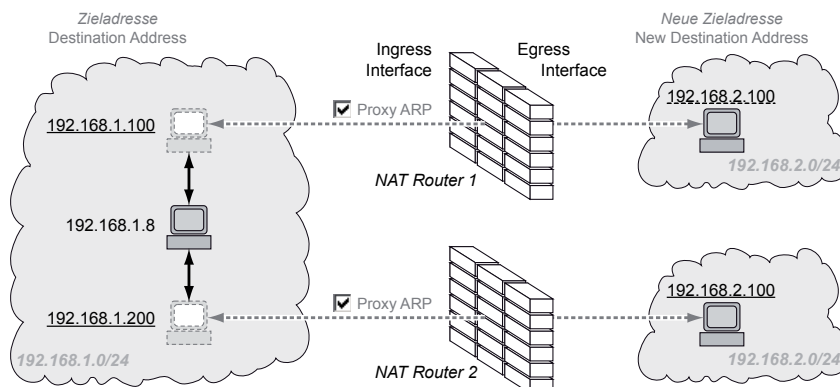 Zieladresse
Destination Address
Ingress
Interface
Egress
Interface
Neue Zieladresse
New Destination Address
192.168.1.100
Proxy ARP
192.168.2.100
NAT Router 1
192.168.2.0/24
192.168.1.8
192.168.1.200
Proxy ARP
192.168.2.100
192.168.1.0/24
NAT Router 2
192.168.2.0/24